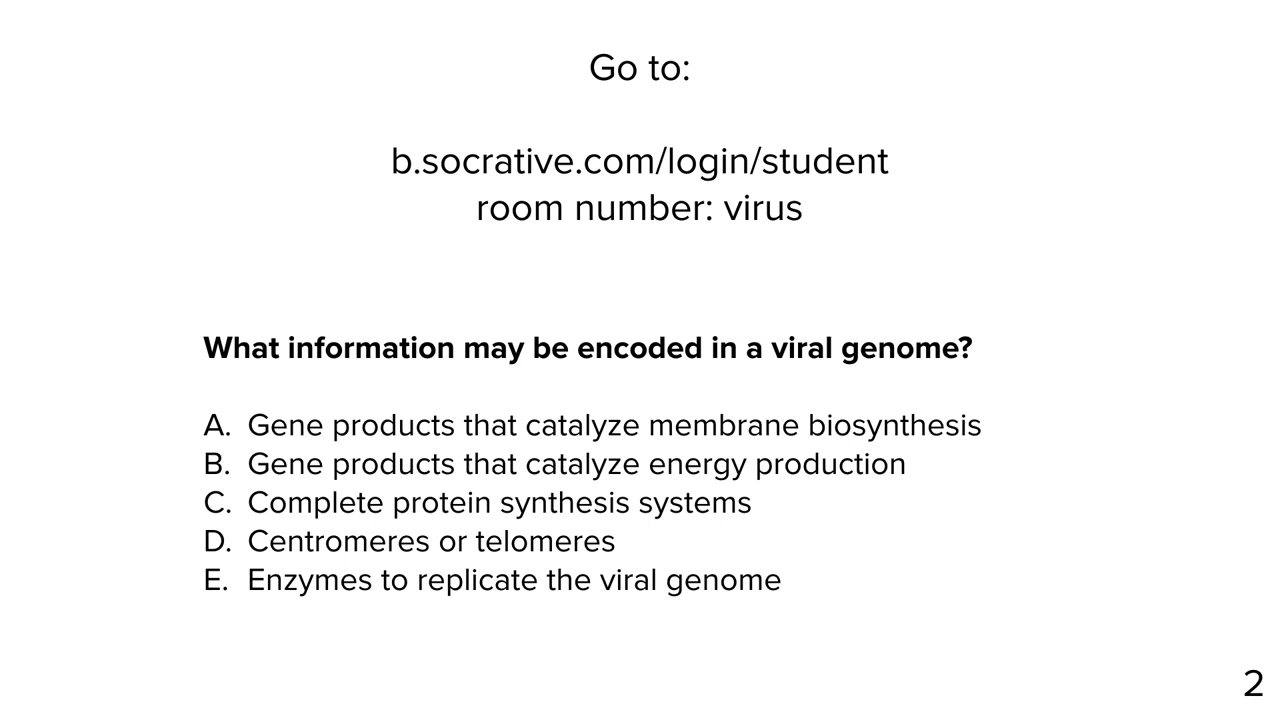 Go to:
b.socrative.com/login/student
room number: virus
What information may be encoded in a viral genome?
A. Gene products that catalyze membrane biosynthesis
B. Gene products that catalyze energy production
C. Complete protein synthesis systems
D. Centromeres or telomeres
E. Enzymes to replicate the viral genome
2